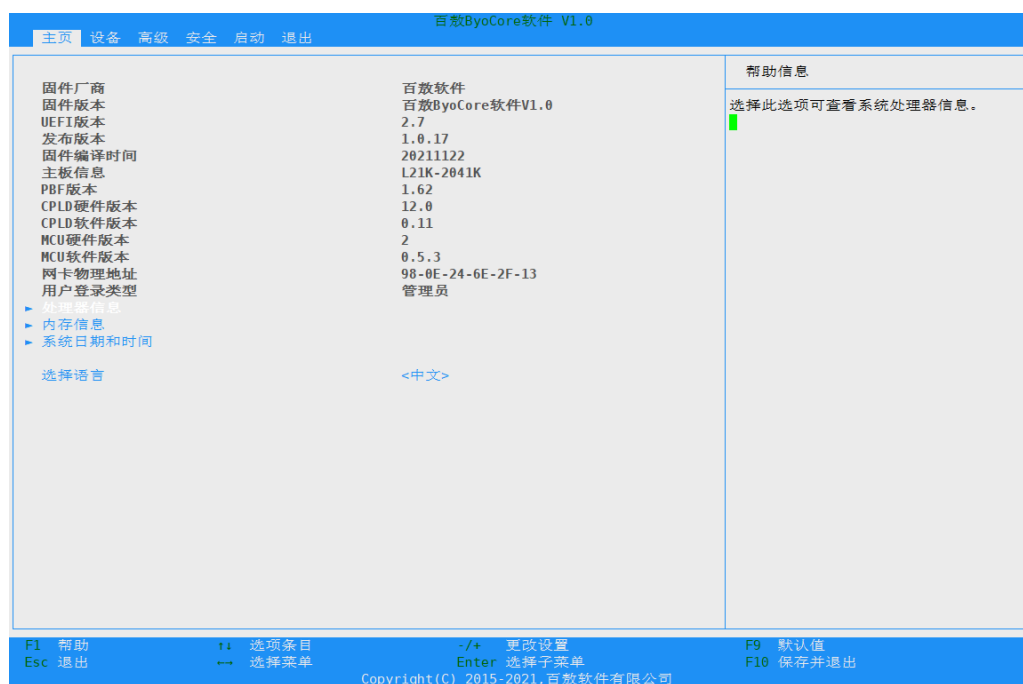 百敖ByoCore软件 V1.0
主页 设备 高级 安全 启动 退出
帮助信息
选择此选项可查看系统处理器信息。
固件厂商 百敖软件
固件版本 百敖ByoCore软件V1.0
UEFI版本 2.7
发布版本 1.0.17
固件编译时间 20211122
主板信息 L21K-2041K
PBF版本 1.62
CPLD硬件版本 12.0
CPLD软件版本 0.11
MCU硬件版本 2
MCU软件版本 0.5.3
网卡物理地址 98-0E-24-6E-2F-13
用户登录类型 管理员
► 处理器信息
► 内存信息
► 系统日期和时间
选择语言 <中文>
F1 帮助 ↑↓ 选项条目 -/+ 更改设置 F9 默认值
Esc 退出 ←→ 选择菜单 Enter 选择子菜单 F10 保存并退出
Copyright(C) 2015-2021,百敖软件有限公司